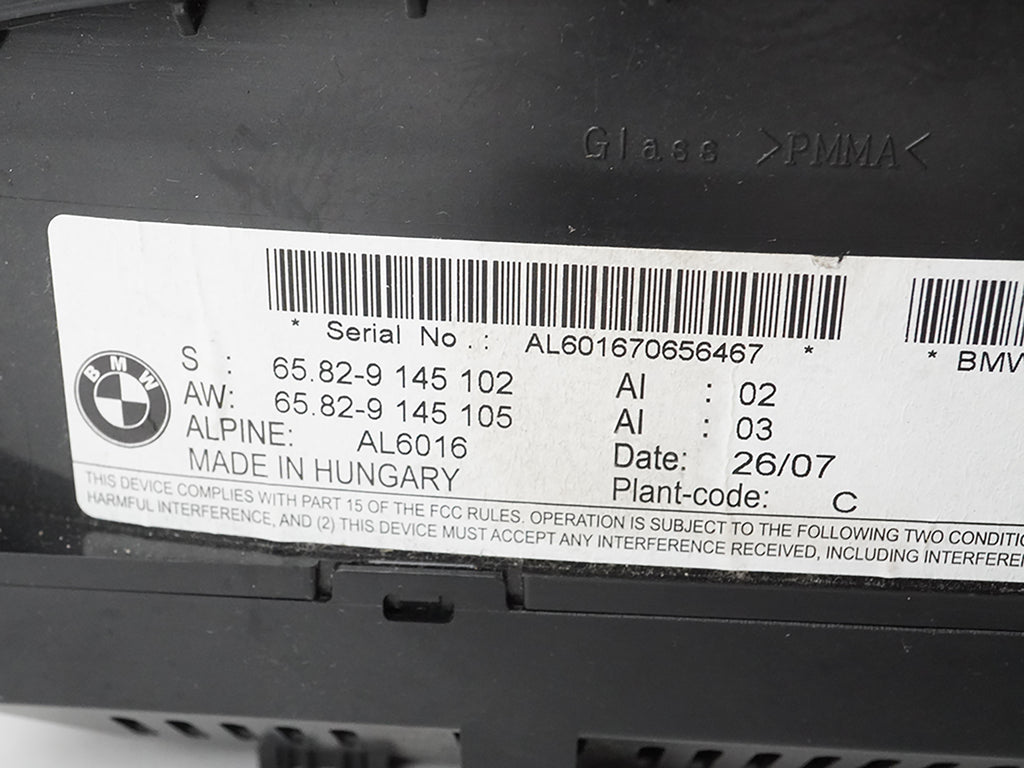 Glass >PMMA<
* Serial No.: AL601670656467 *
* BMW
BMW
S : 65.82-9 145 102 AI : 02
AW: 65.82-9 145 105 AI : 03
ALPINE: AL6016 Date: 26/07
MADE IN HUNGARY Plant-code: C
THIS DEVICE COMPLIES WITH PART 15 OF THE FCC RULES. OPERATION IS SUBJECT TO THE FOLLOWING TWO CONDITIO
HARMFUL INTERFERENCE, AND (2) THIS DEVICE MUST ACCEPT ANY INTERFERENCE RECEIVED, INCLUDING INTERFERE